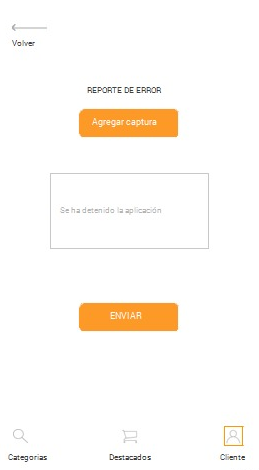 Volver
REPORTE DE ERROR
Agregar captura
Se ha detenido la aplicación
ENVIAR
Categorias
Destacados
Cliente